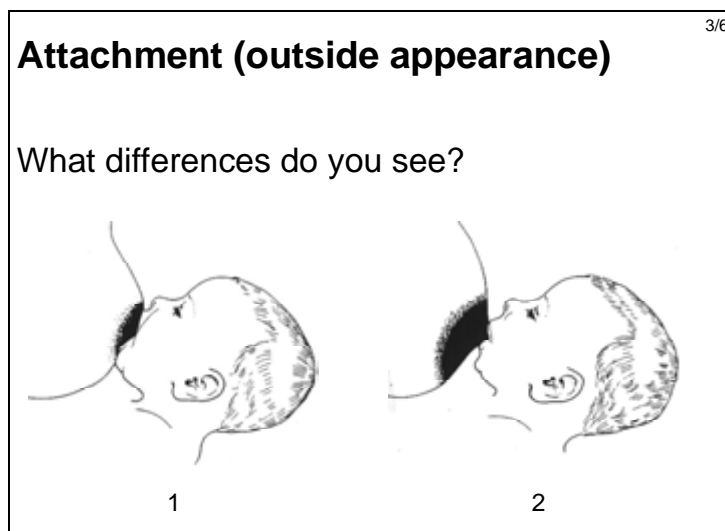 3/6
Attachment (outside appearance)
What differences do you see?
1
2